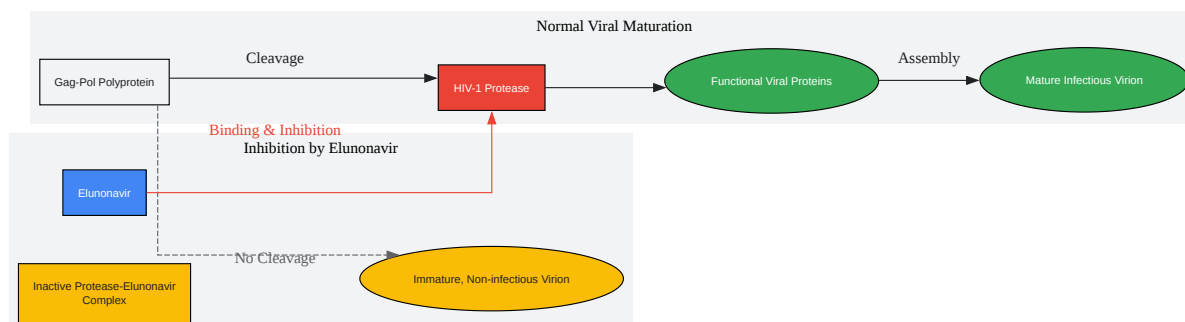 Normal Viral Maturation
Gag-Pol Polyprotein
Cleavage
HIV-1 Protease
Functional Viral Proteins
Assembly
Mature Infectious Virion
Binding & Inhibition
Inhibition by Elunonavir
Elunonavir
No Cleavage
Inactive Protease-Elunonavir
Complex
Immature, Non-infectious Virion